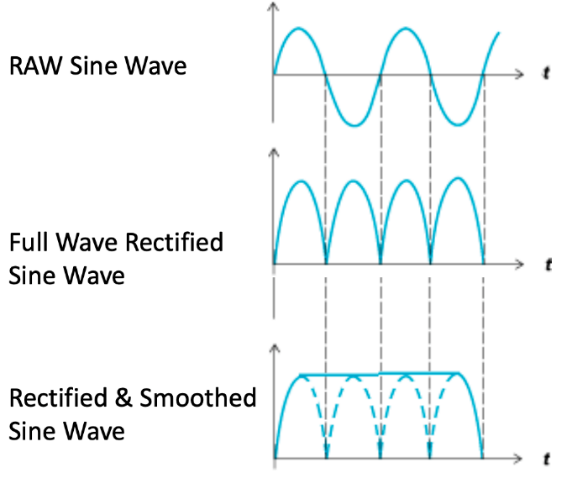 RAW Sine Wave
t
Full Wave Rectified
Sine Wave
t
Rectified & Smoothed
Sine Wave
t